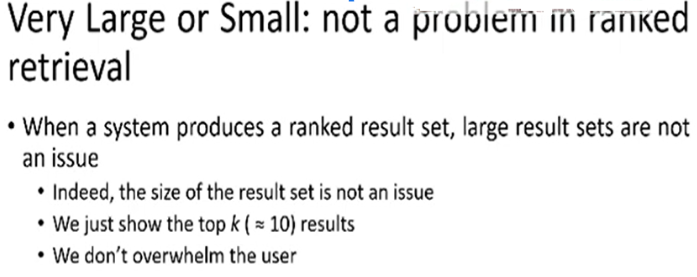 Very Large or Small: not a problem in ranked
retrieval
• When a system produces a ranked result set, large result sets are not
an issue
• Indeed, the size of the result set is not an issue
• We just show the top k ( ≈ 10) results
• We don't overwhelm the user